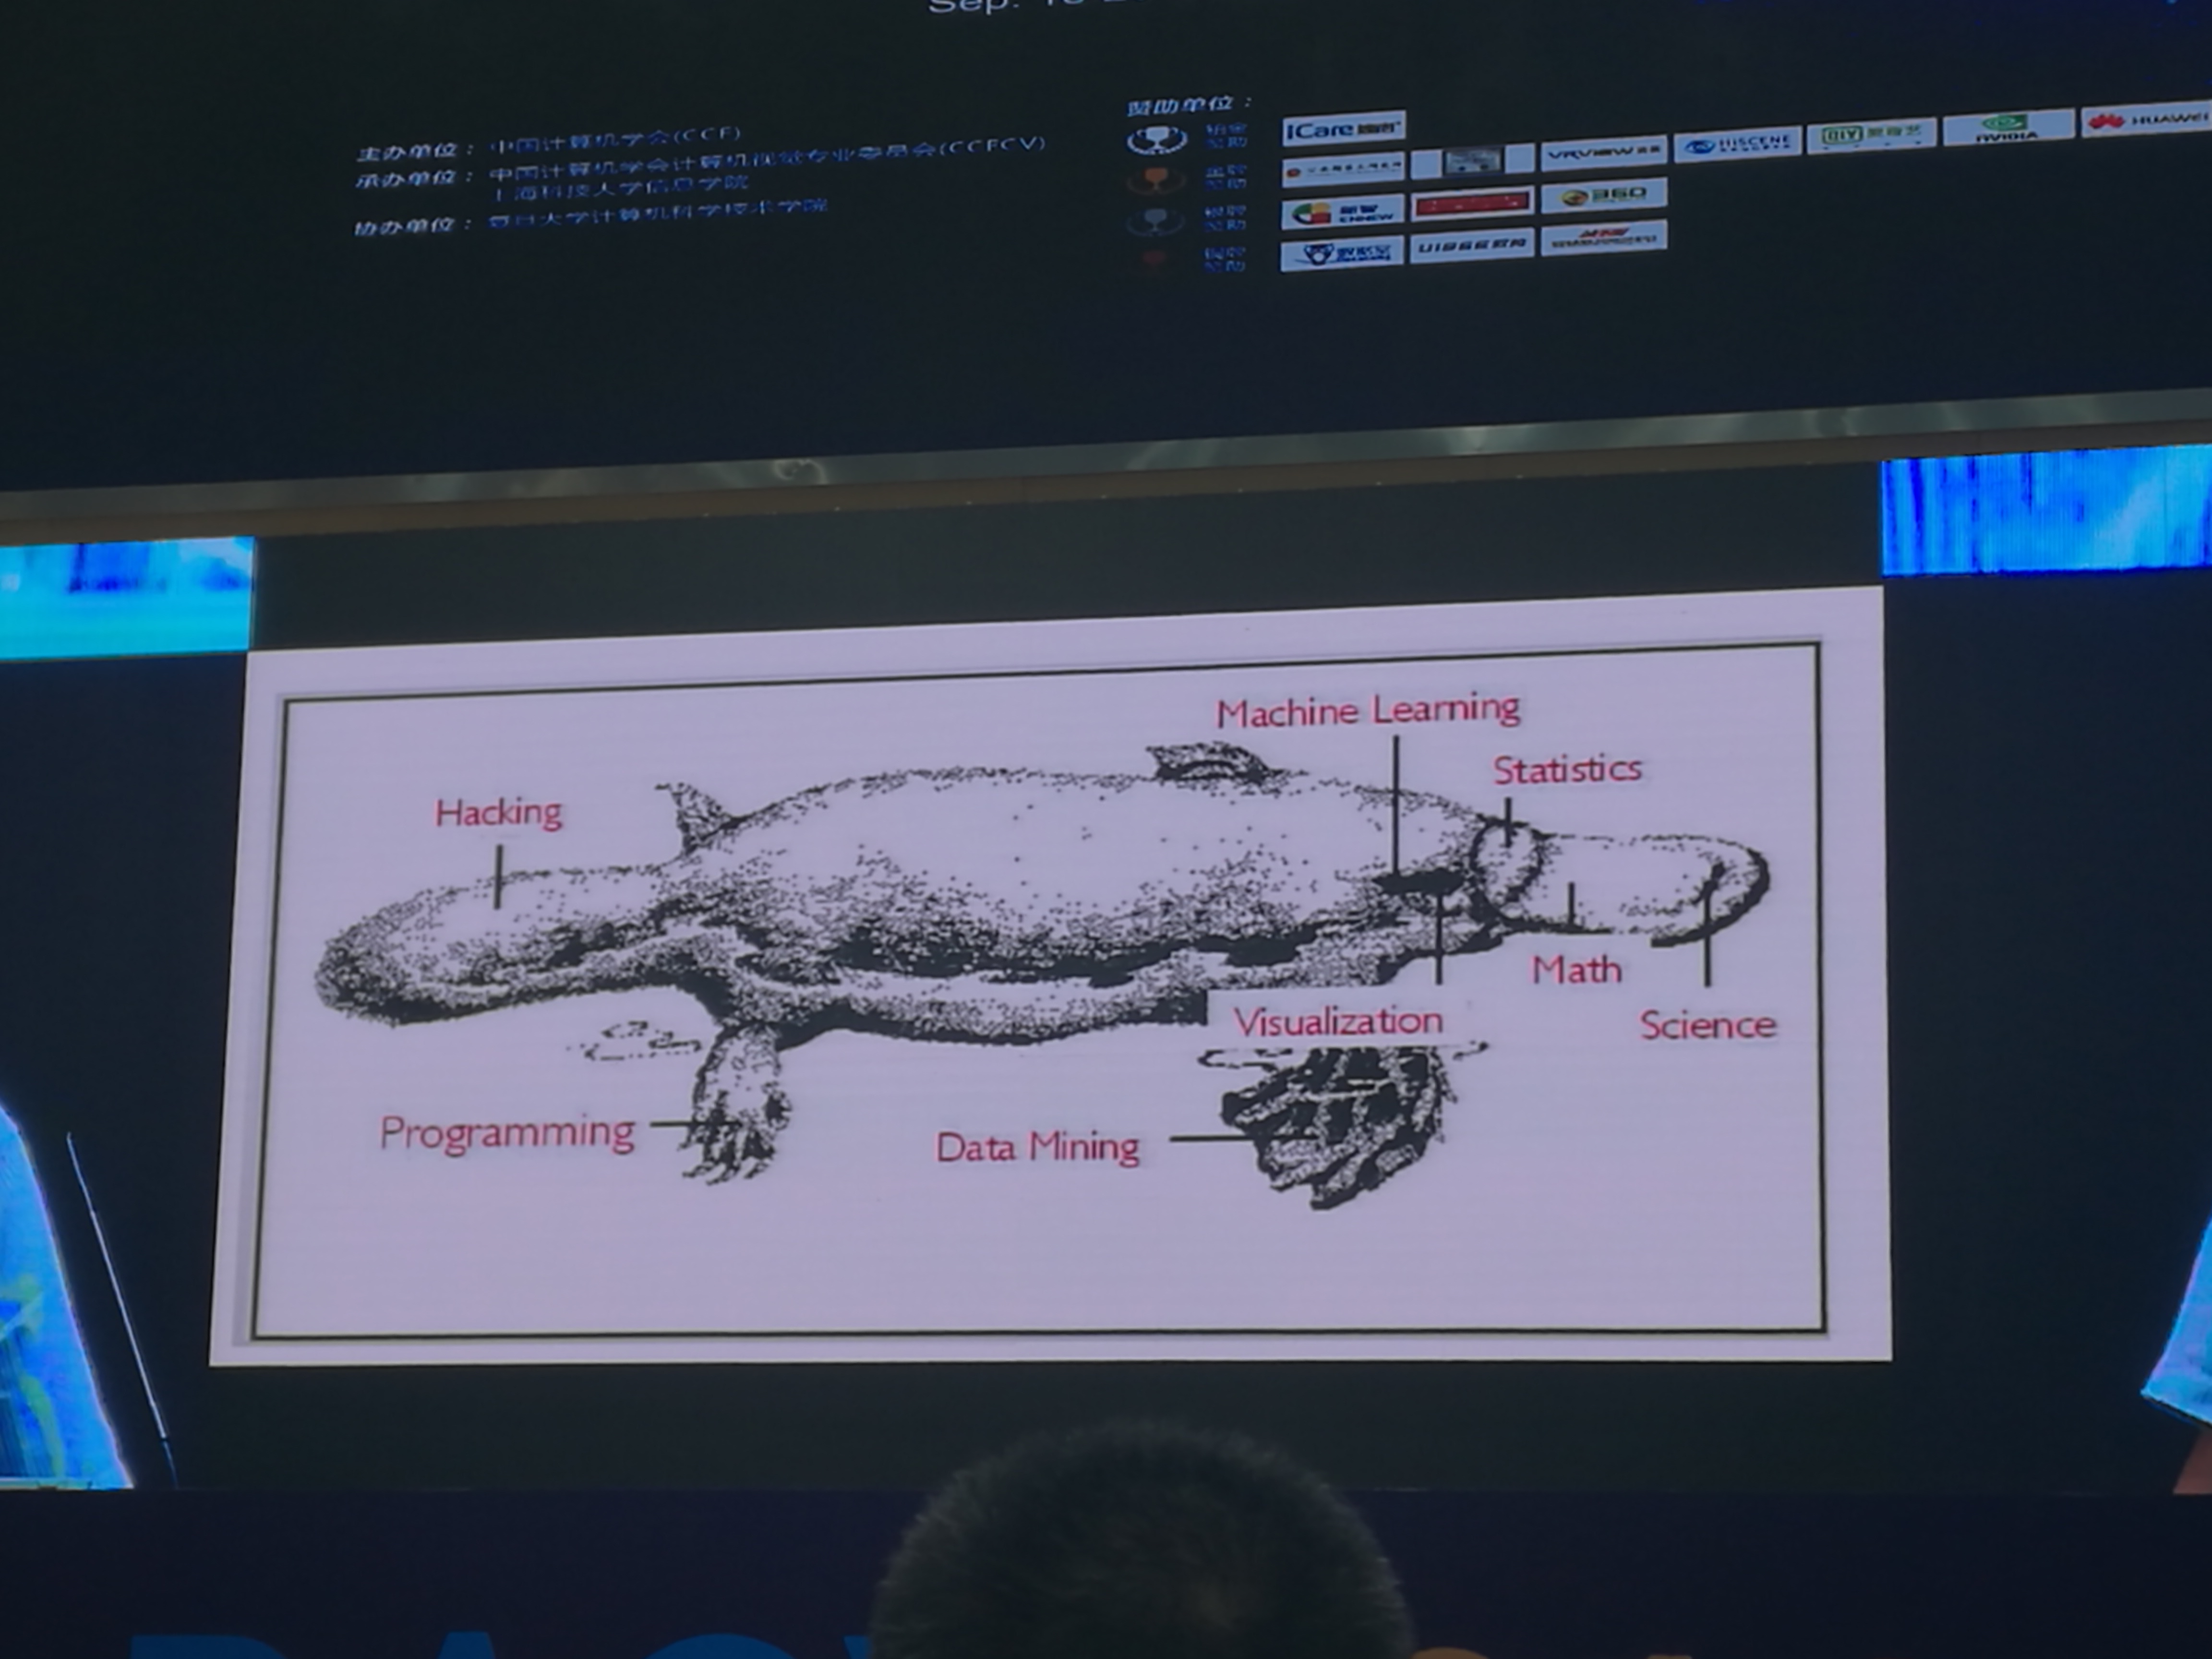 Sep.
主办单位： 中国计算机学会(CCF)
承办单位： 中国计算机学会计算机视觉专业委员会(CCFCV)
上海科技大学信息学院
协办单位： 复旦大学计算机科学技术学院
赞助单位：
铂金
赞助
iCare
金牌
赞助
VRVIEW
HISCENE
QIY 爱奇艺
NVIDIA
HUAWEI
银牌
赞助
新智
ENNEW
360
铜牌
赞助
Machine Learning
Statistics
Hacking
Math
Visualization
Science
Programming
Data Mining